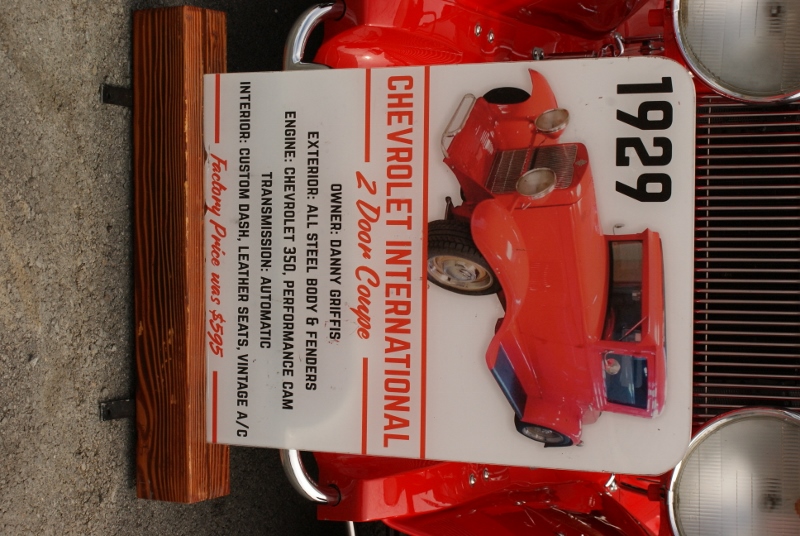 1929
CHEVROLET INTERNATIONAL
2 Door Coupe
OWNER: DANNY GRIFFIS
EXTERIOR: ALL STEEL BODY & FENDERS
ENGINE: CHEVROLET 350, PERFORMANCE CAM
TRANSMISSION: AUTOMATIC
INTERIOR: CUSTOM DASH, LEATHER SEATS, VINTAGE A/C
Factory Price was $595